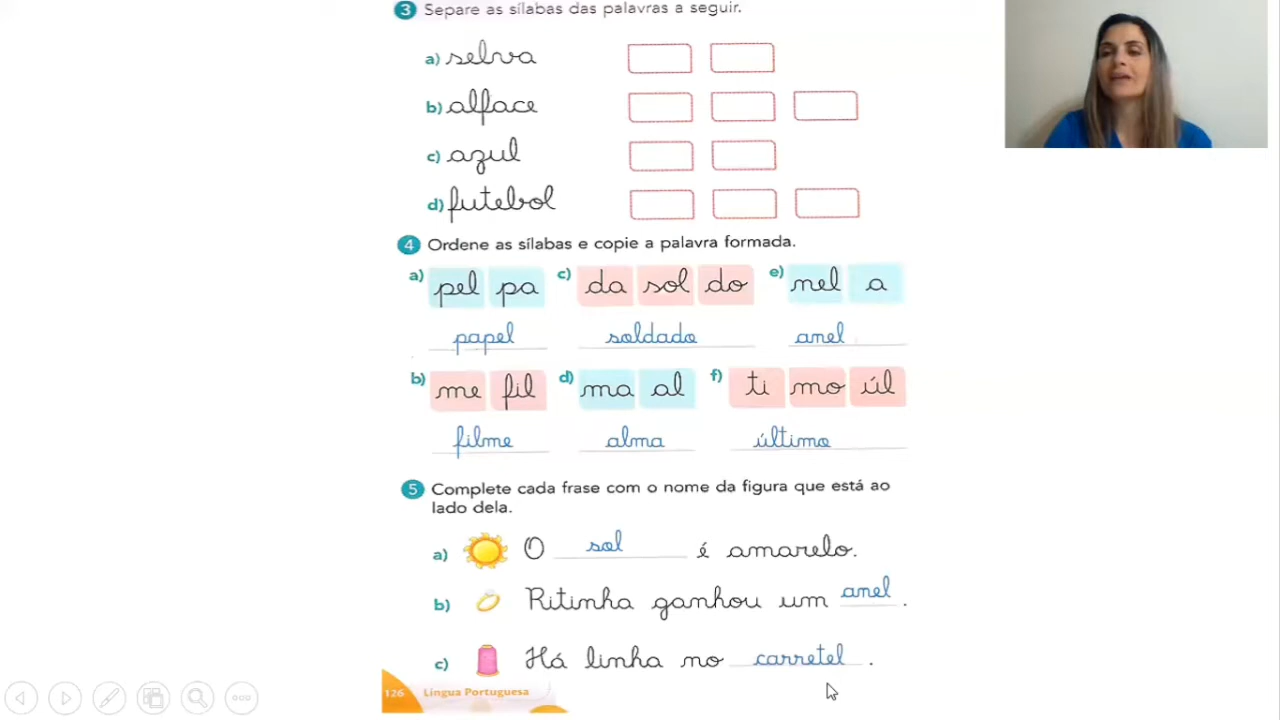 3 Separe as sílabas das palavras a seguir.
a) selva
b) alface
c) azul
d) futebol
4 Ordene as sílabas e copie a palavra formada.
a) pel pa c) da sol do e) nel a
papel soldado anel
b) me fil d) ma al f) ti mo úl
filme alma último
5 Complete cada frase com o nome da figura que está ao
lado dela.
a) O sol é amarelo.
b) Ritinha ganhou um anel.
c) Há linha no carretel.
126 Língua Portuguesa